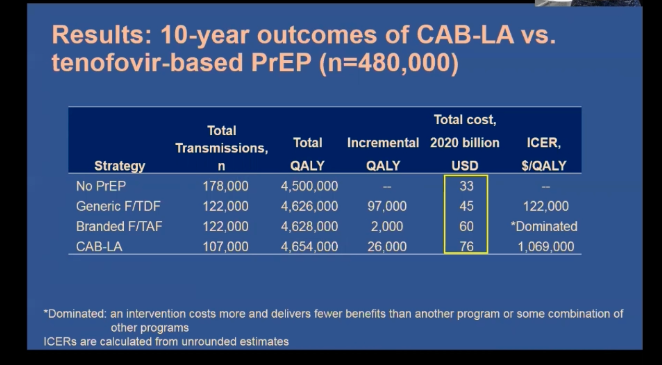 Results: 10-year outcomes of CAB-LA vs.
tenofovir-based PrEP (n=480,000)
Strategy Total Transmissions, n Total QALY Incremental QALY Total cost, 2020 billion USD ICER, $/QALY
No PrEP 178,000 4,500,000 -- 33 --
Generic F/TDF 122,000 4,626,000 97,000 45 122,000
Branded F/TAF 122,000 4,628,000 2,000 60 *Dominated
CAB-LA 107,000 4,654,000 26,000 76 1,069,000
*Dominated: an intervention costs more and delivers fewer benefits than another program or some combination of
other programs
ICERs are calculated from unrounded estimates